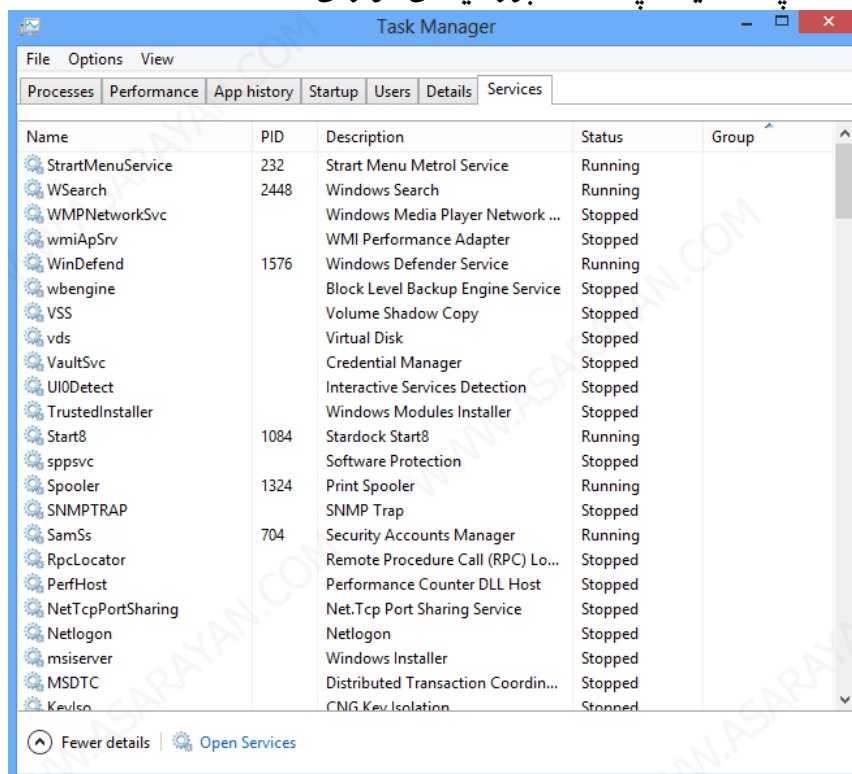 Task Manager
File Options View
Processes Performance App history Startup Users Details Services
Name PID Description Status Group
StrartMenuService 232 Strart Menu Metrol Service Running
WSearch 2448 Windows Search Running
WMPNetworkSvc Windows Media Player Network ... Stopped
wmiApSrv WMI Performance Adapter Stopped
WinDefend 1576 Windows Defender Service Running
wbengine Block Level Backup Engine Service Stopped
VSS Volume Shadow Copy Stopped
vds Virtual Disk Stopped
VaultSvc Credential Manager Stopped
UI0Detect Interactive Services Detection Stopped
TrustedInstaller Windows Modules Installer Stopped
Start8 1084 Stardock Start8 Running
sppsvc Software Protection Stopped
Spooler 1324 Print Spooler Running
SNMPTRAP SNMP Trap Stopped
SamSs 704 Security Accounts Manager Running
RpcLocator Remote Procedure Call (RPC) Lo... Stopped
PerfHost Performance Counter DLL Host Stopped
NetTcpPortSharing Net.Tcp Port Sharing Service Stopped
Netlogon Netlogon Stopped
msiserver Windows Installer Stopped
MSDTC Distributed Transaction Coordin... Stopped
KeyIso CNG Key Isolation Stopped
Fewer details Open Services
WWW.ASARAYAN.COM